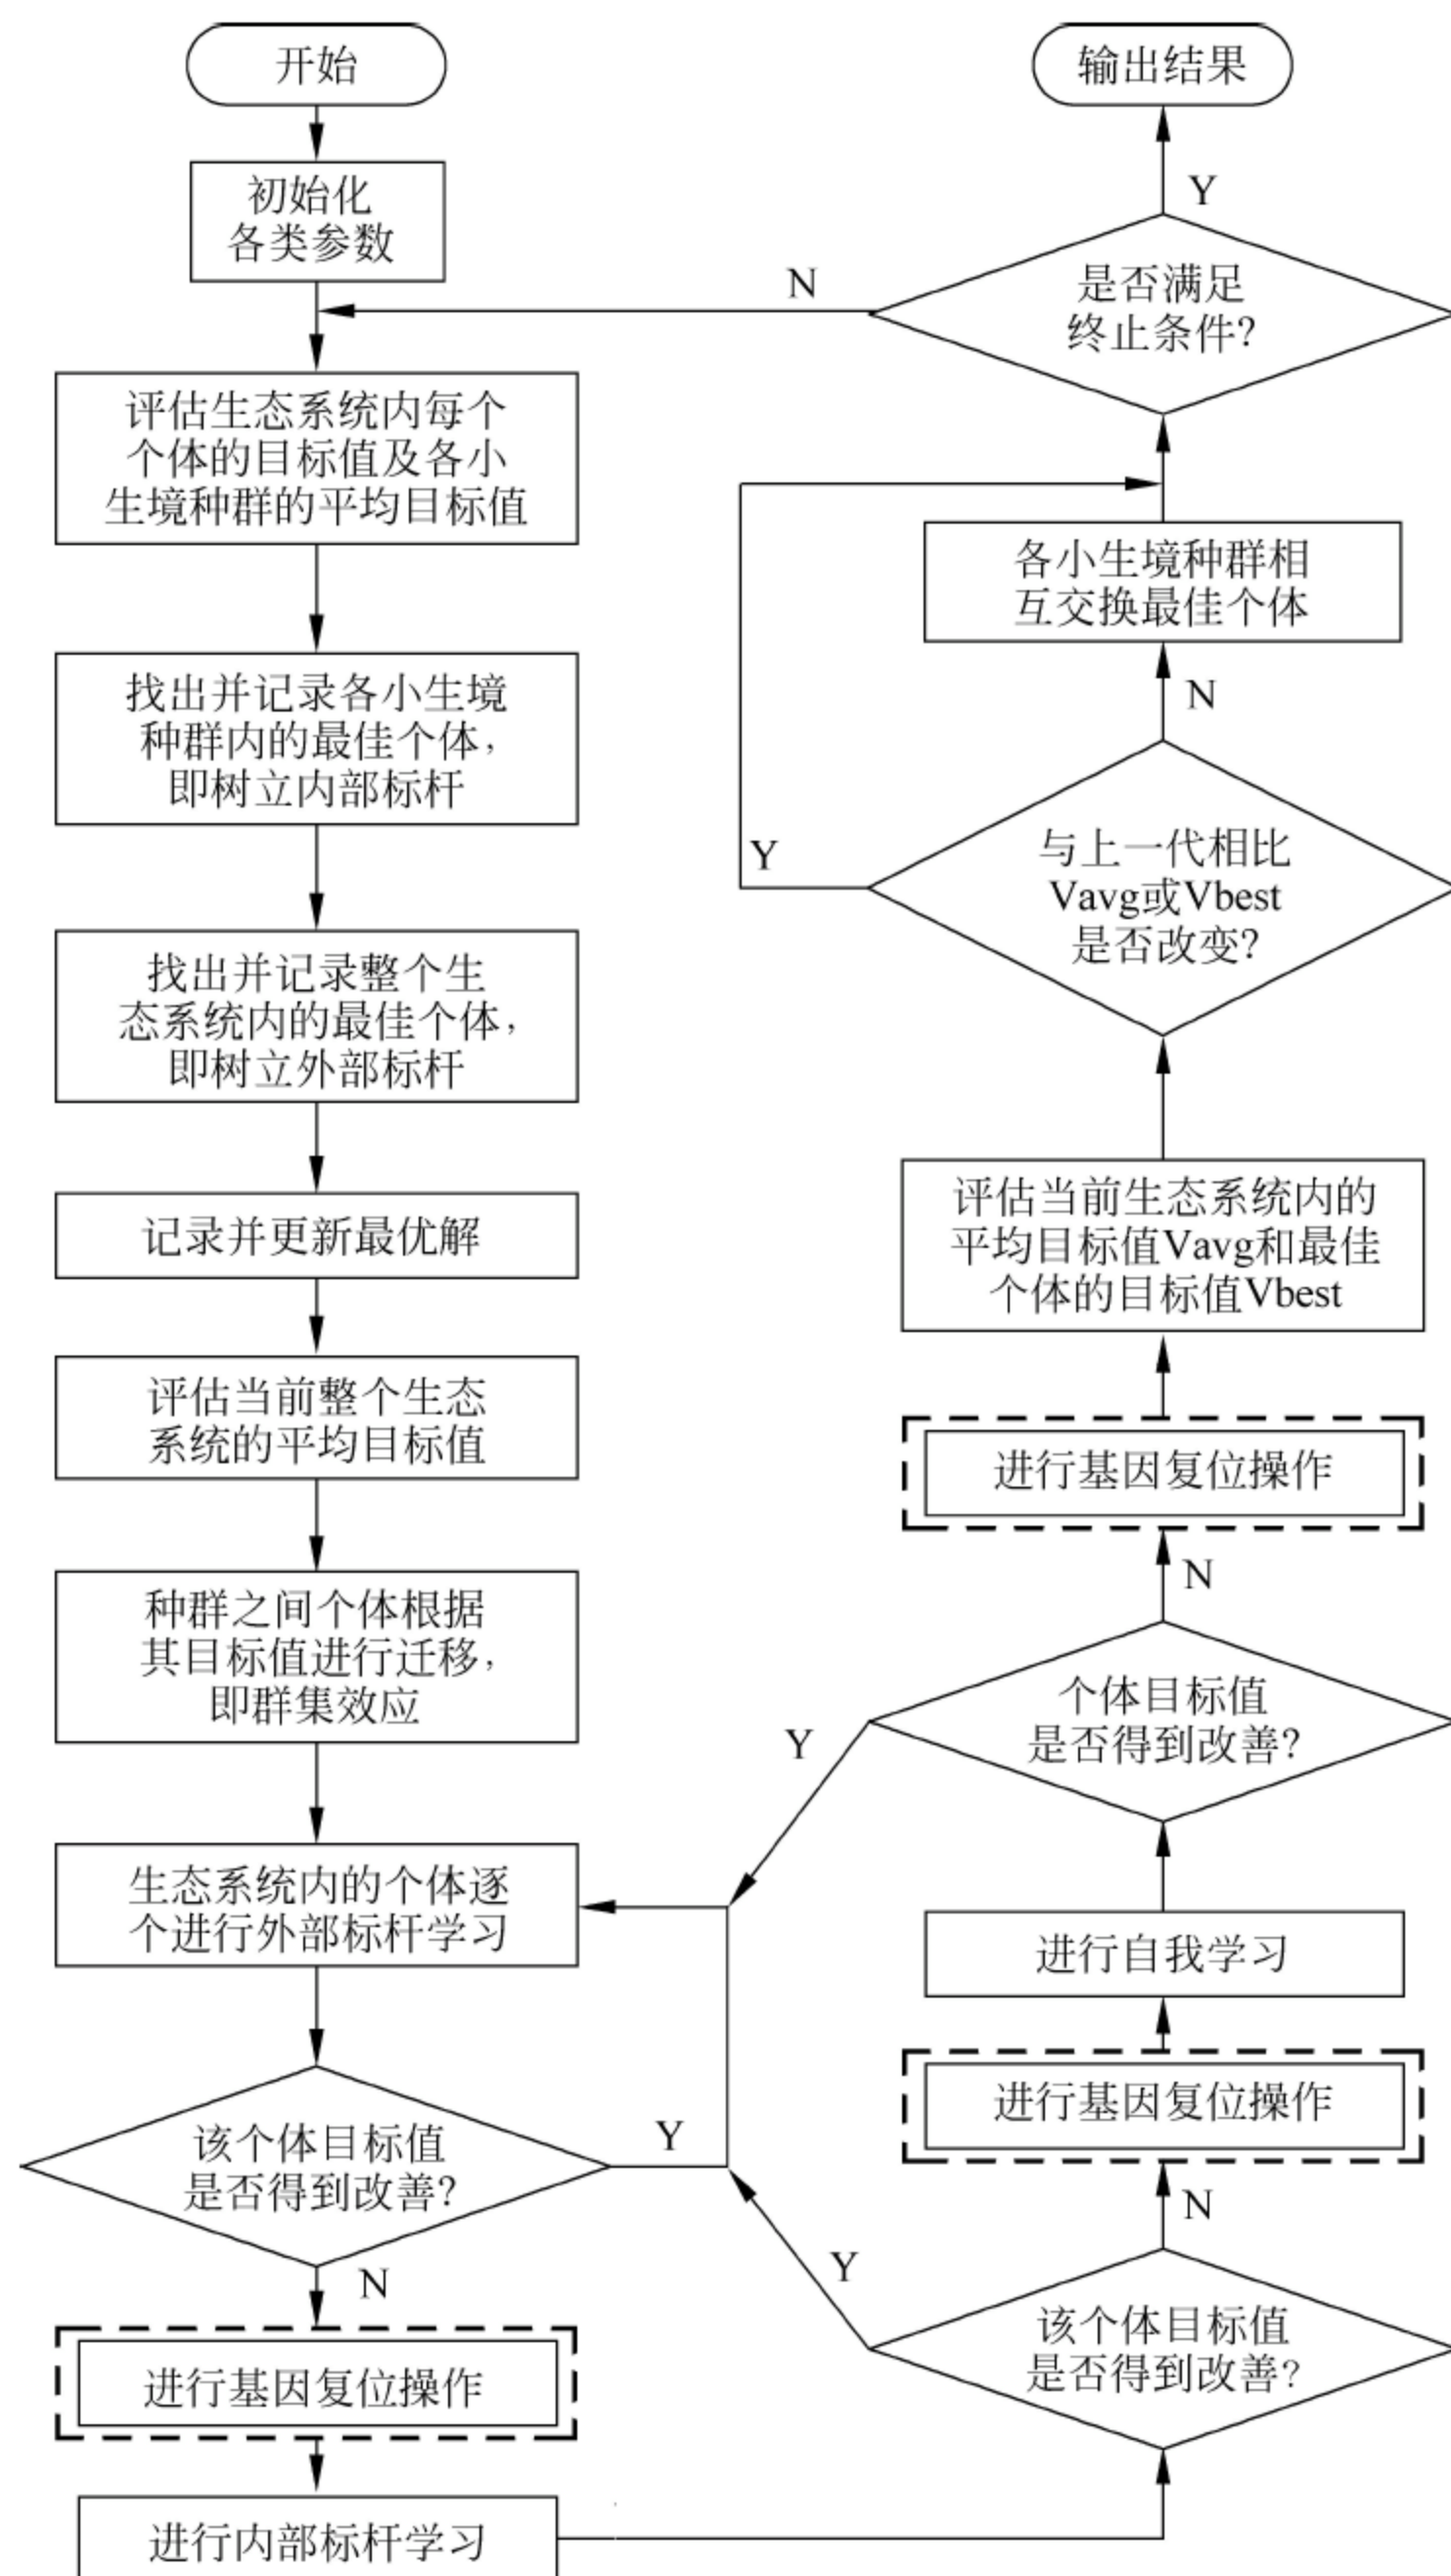 开始
初始化
各类参数
评估生态系统内每个
个体的目标值及各小
生境种群的平均目标值
找出并记录各小生境
种群内的最佳个体，
即树立内部标杆
找出并记录整个生
态系统内的最佳个体，
即树立外部标杆
记录并更新最优解
评估当前整个生态
系统的平均目标值
种群之间个体根据
其目标值进行迁移，
即群集效应
生态系统内的个体逐
个进行外部标杆学习
该个体目标值
是否得到改善?
Y
N
进行基因复位操作
进行内部标杆学习
该个体目标值
是否得到改善?
Y
N
进行基因复位操作
进行自我学习
个体目标值
是否得到改善?
Y
N
进行基因复位操作
评估当前生态系统内的
平均目标值Vavg和最佳
个体的目标值Vbest
与上一代相比
Vavg或Vbest
是否改变?
Y
N
各小生境种群相
互交换最佳个体
是否满足
终止条件?
N
Y
输出结果